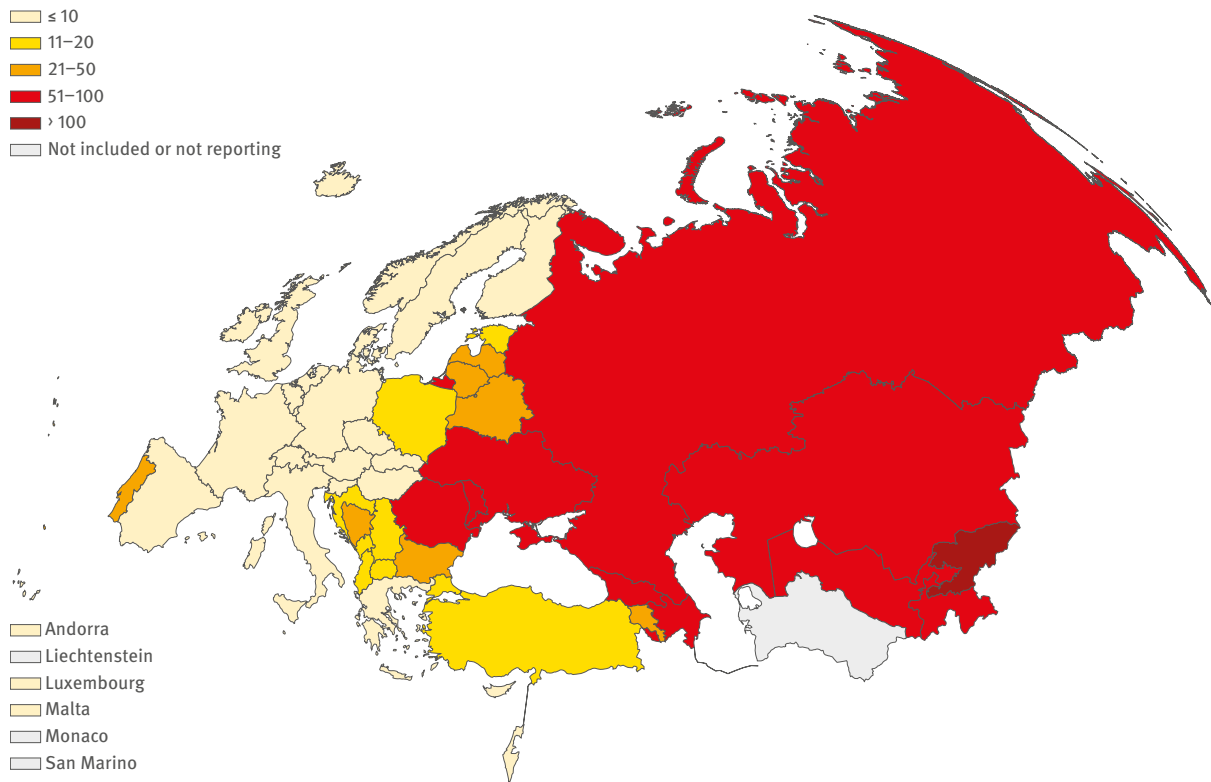 ≤ 10
11–20
21–50
51–100
› 100
Not included or not reporting
Andorra
Liechtenstein
Luxembourg
Malta
Monaco
San Marino